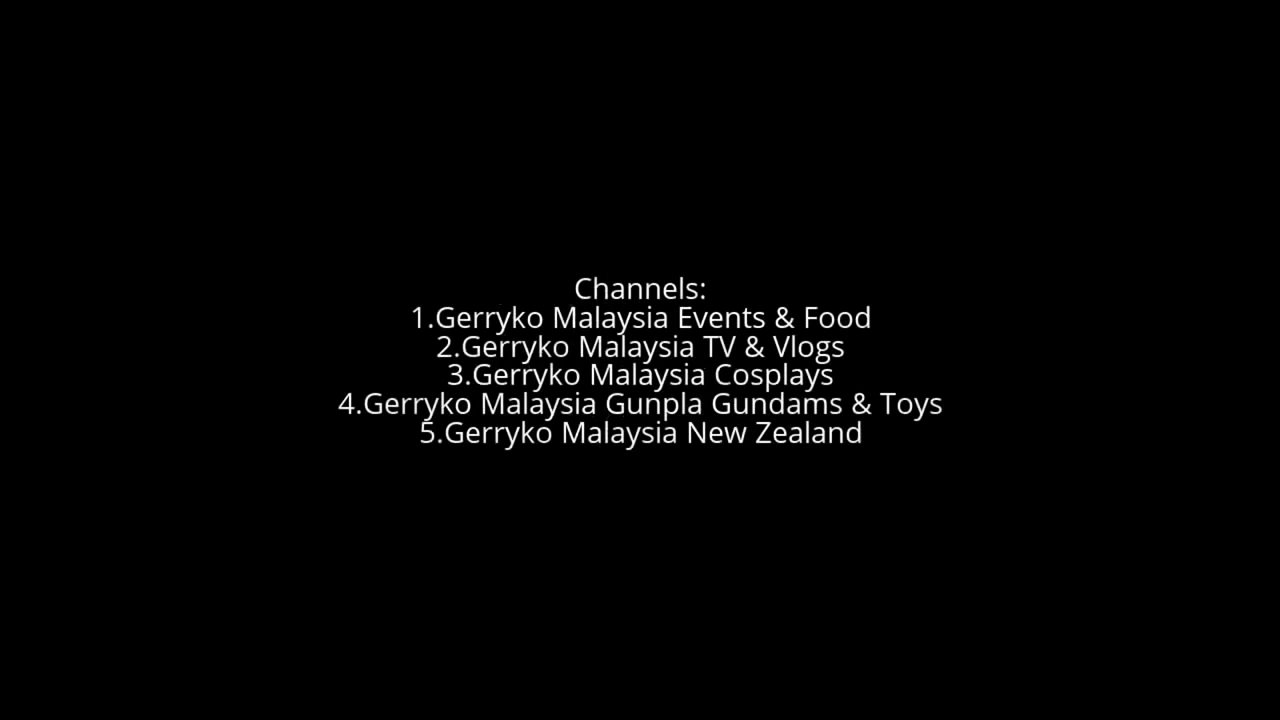 Channels:
1.Gerryko Malaysia Events & Food
2.Gerryko Malaysia TV & Vlogs
3.Gerryko Malaysia Cosplays
4.Gerryko Malaysia Gunpla Gundams & Toys
5.Gerryko Malaysia New Zealand